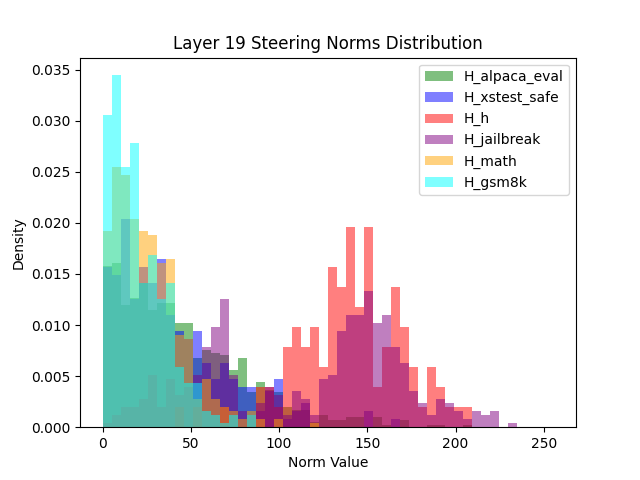 Layer 19 Steering Norms Distribution
H_alpaca_eval
H_xstest_safe
H_h
H_jailbreak
H_math
H_gsm8k
Density
0.035
0.030
0.025
0.020
0.015
0.010
0.005
0.000
0 50 100 150 200 250
Norm Value